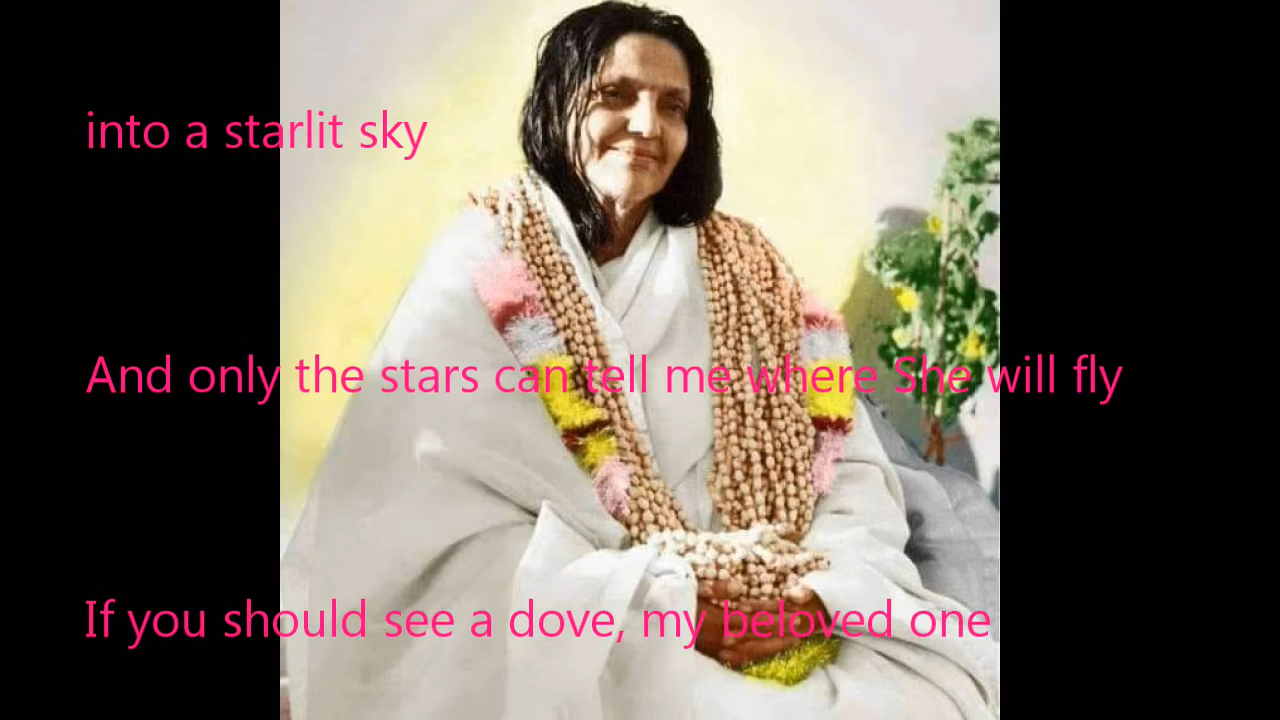 into a starlit sky
And only the stars can tell me where She will fly
If you should see a dove, my beloved one